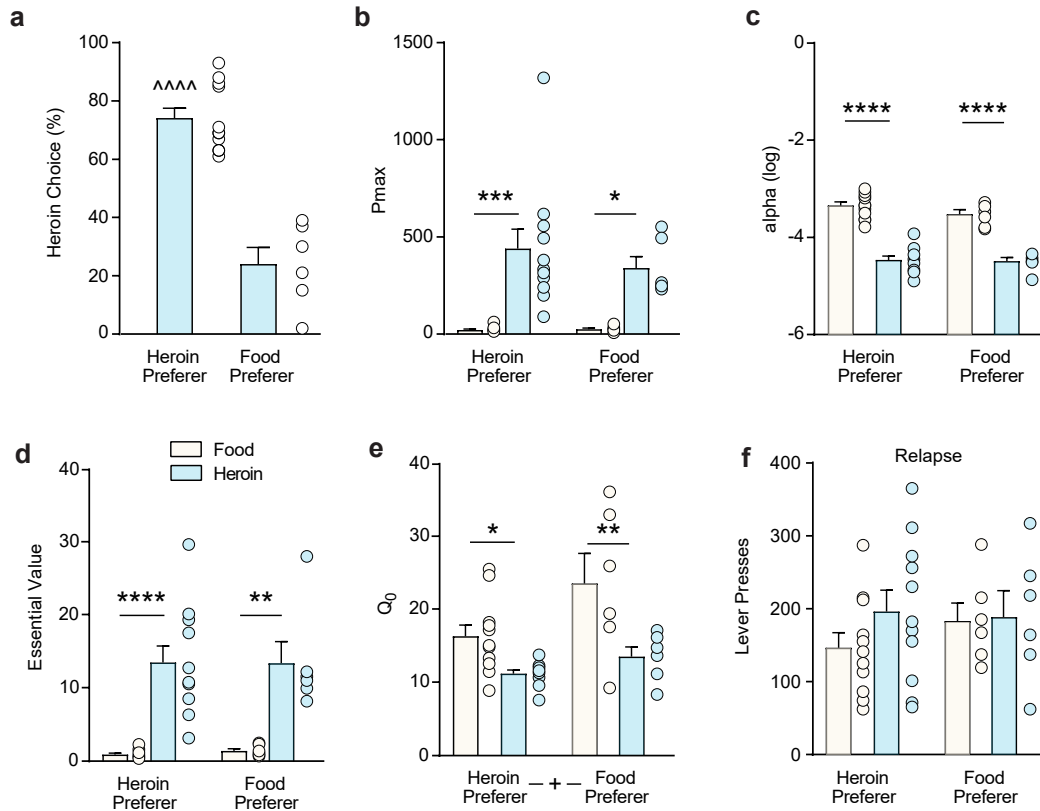 a
Heroin Choice (%)
100
80
60
40
20
0
^^^^
Heroin
Preferer
Food
Preferer
b
Pmax
1500
1000
500
0
***
*
Heroin
Preferer
Food
Preferer
c
alpha (log)
0
-2
-4
-6
****
****
Heroin
Preferer
Food
Preferer
d
Food
Heroin
Essential Value
40
30
20
10
0
****
**
Heroin
Preferer
Food
Preferer
e
Q0
40
30
20
10
0
*
**
Heroin
Preferer
– + –
Food
Preferer
f
Relapse
Lever Presses
400
300
200
100
0
Heroin
Preferer
Food
Preferer